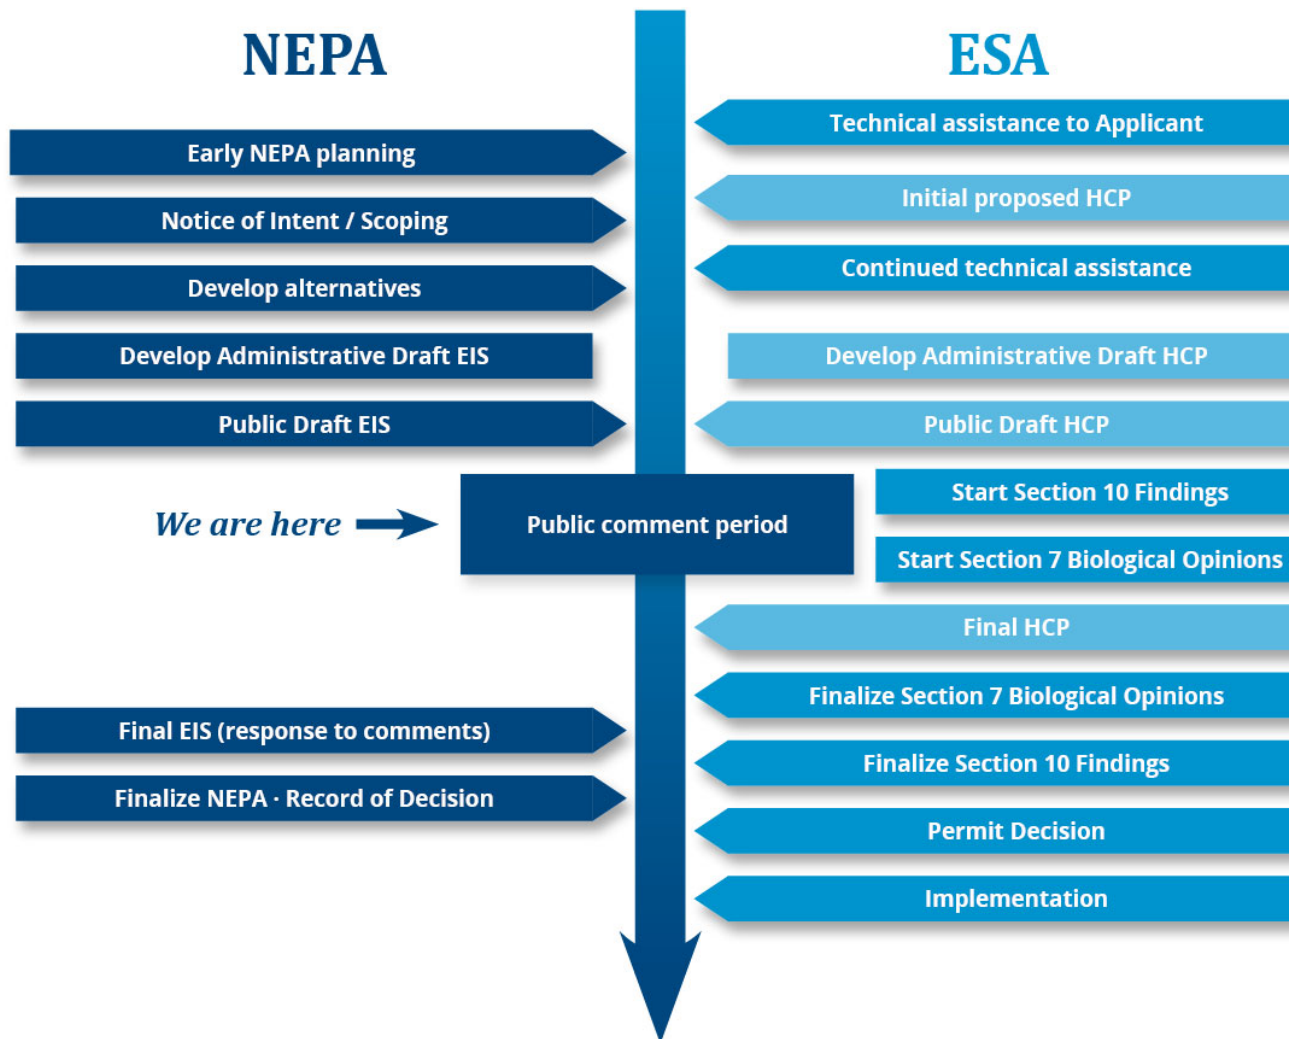 NEPA
Early NEPA planning
Notice of Intent / Scoping
Develop alternatives
Develop Administrative Draft EIS
Public Draft EIS
ESA
Technical assistance to Applicant
Initial proposed HCP
Continued technical assistance
Develop Administrative Draft HCP
Public Draft HCP
We are here
Public comment period
Start Section 10 Findings
Start Section 7 Biological Opinions
Final EIS (response to comments)
Finalize NEPA · Record of Decision
Final HCP
Finalize Section 7 Biological Opinions
Finalize Section 10 Findings
Permit Decision
Implementation